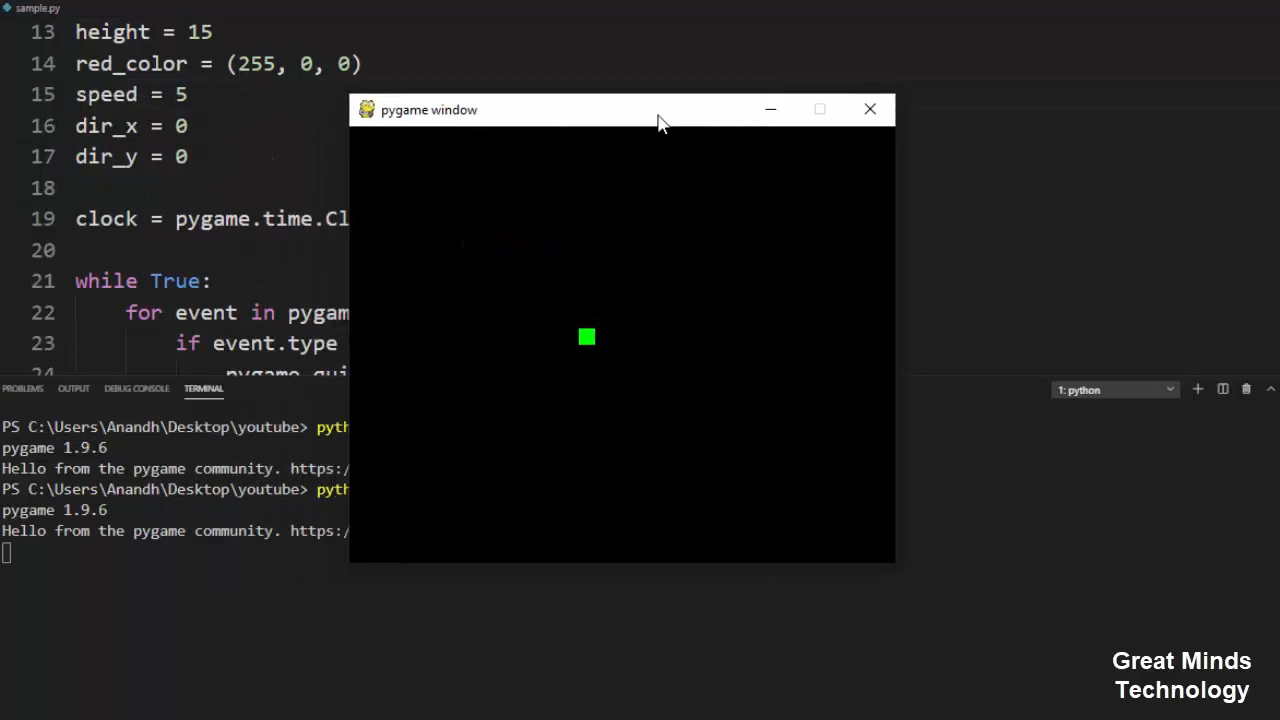 sample.py
13 height = 15
14 red_color = (255, 0, 0)
15 speed = 5
16 dir_x = 0
17 dir_y = 0
18
19 clock = pygame.time.Cl
20
21 while True:
22 for event in pygam
23 if event.type
24 pygame.qui
pygame window
PROBLEMS OUTPUT DEBUG CONSOLE TERMINAL
1: python
PS C:\Users\Anandh\Desktop\youtube> pyth
pygame 1.9.6
Hello from the pygame community. https:/
PS C:\Users\Anandh\Desktop\youtube> pyth
pygame 1.9.6
Hello from the pygame community. https:/
Great Minds
Technology